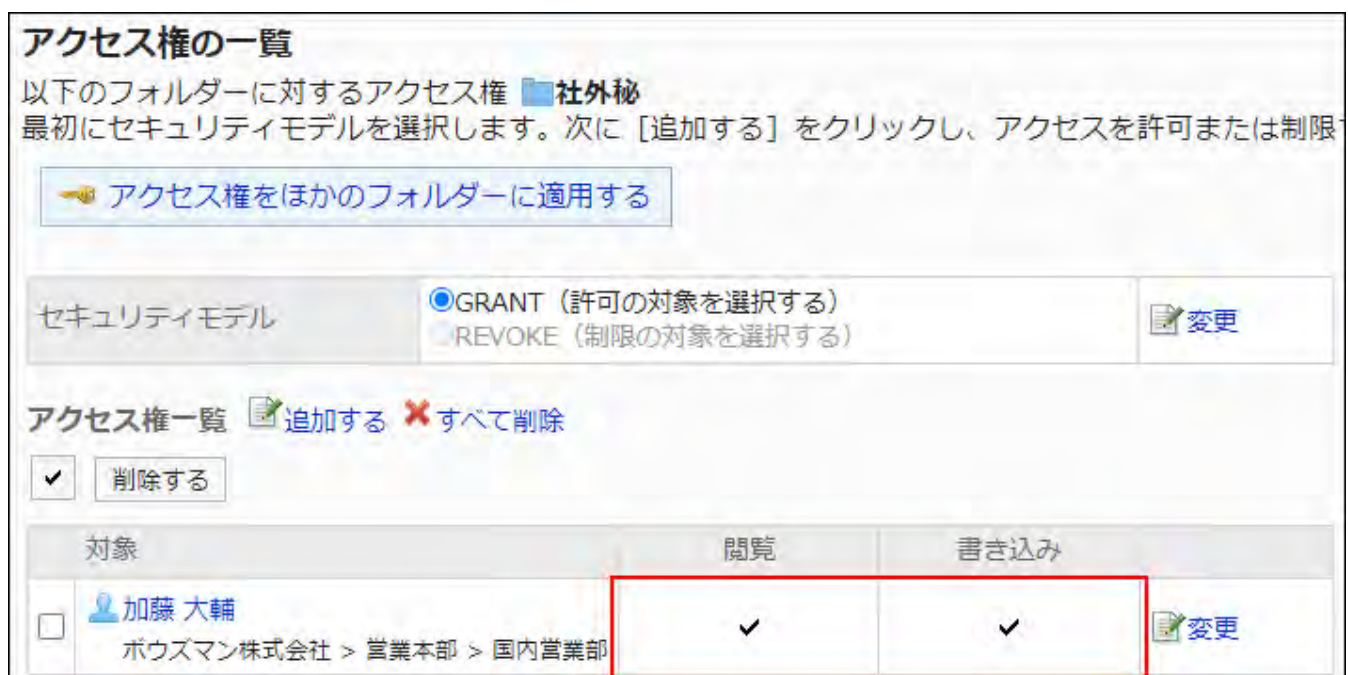 アクセス権の一覧
以下のフォルダーに対するアクセス権 社外秘
最初にセキュリティモデルを選択します。次に [追加する] をクリックし、アクセスを許可または制限
アクセス権をほかのフォルダーに適用する
セキュリティモデル
GRANT（許可の対象を選択する）
REVOKE（制限の対象を選択する）
変更
アクセス権一覧 追加する すべて削除
削除する
対象 閲覧 書き込み
加藤 大輔
ボウズマン株式会社 > 営業本部 > 国内営業部
変更